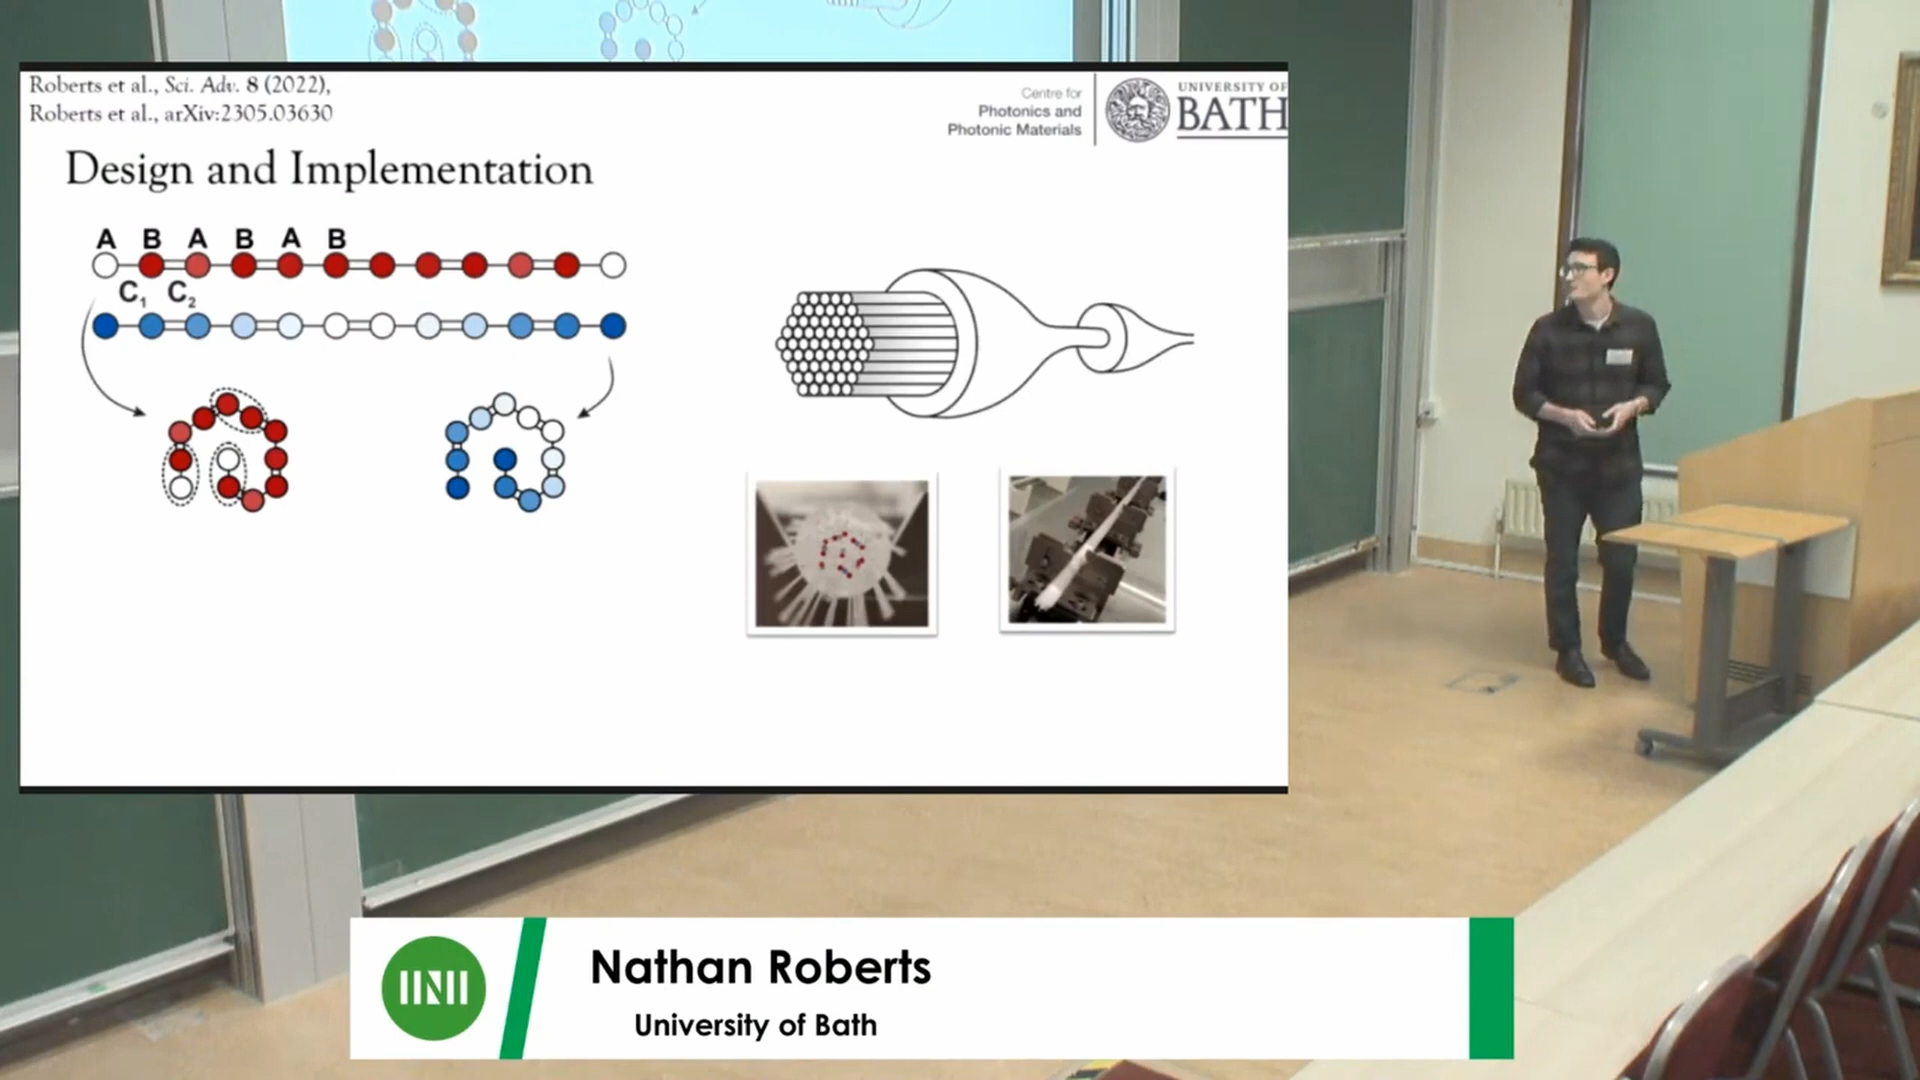 Roberts et al., Sci. Adv. 8 (2022),
Roberts et al., arXiv:2305.03630
Centre for
Photonics and
Photonic Materials
UNIVERSITY OF
BATH
Design and Implementation
A B A B A B
C1 C2
Nathan Roberts
University of Bath